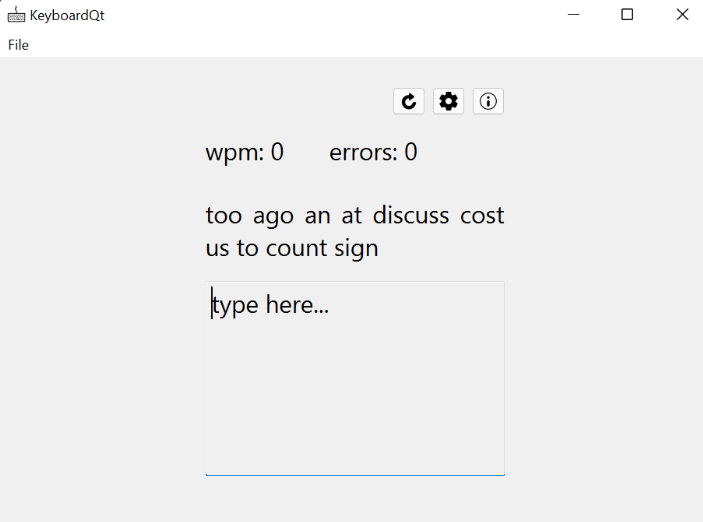 KeyboardQt
File
wpm: 0 errors: 0
too ago an at discuss cost
us to count sign
type here...